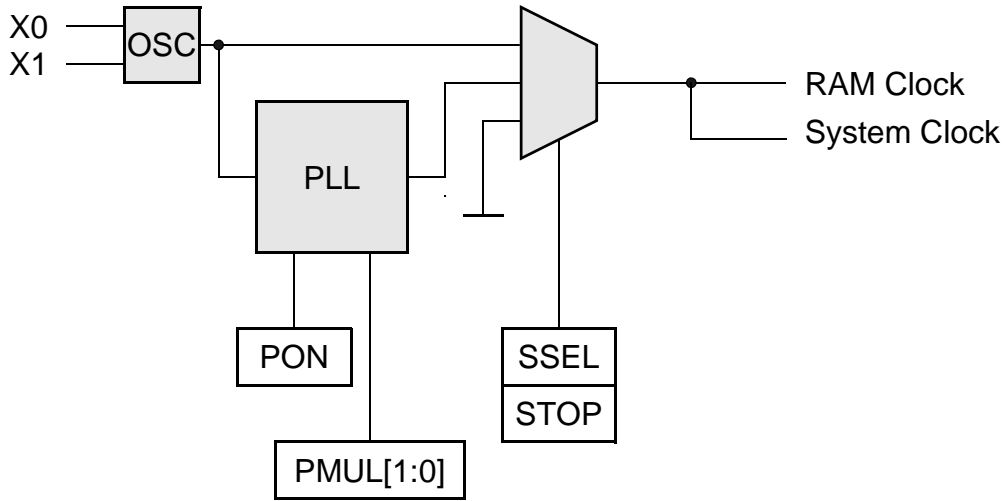 X0
X1
OSC
RAM Clock
System Clock
PLL
PON
SSEL
STOP
PMUL[1:0]